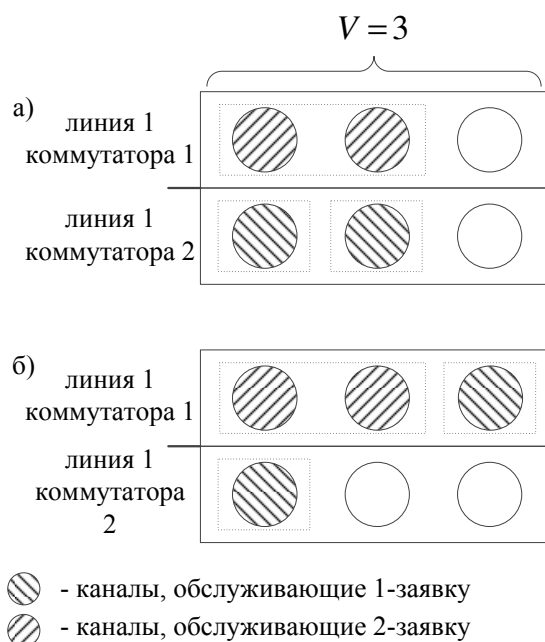 V = 3
а)
линия 1
коммутатора 1
линия 1
коммутатора 2
б)
линия 1
коммутатора 1
линия 1
коммутатора
2
- каналы, обслуживающие 1-заявку
- каналы, обслуживающие 2-заявку